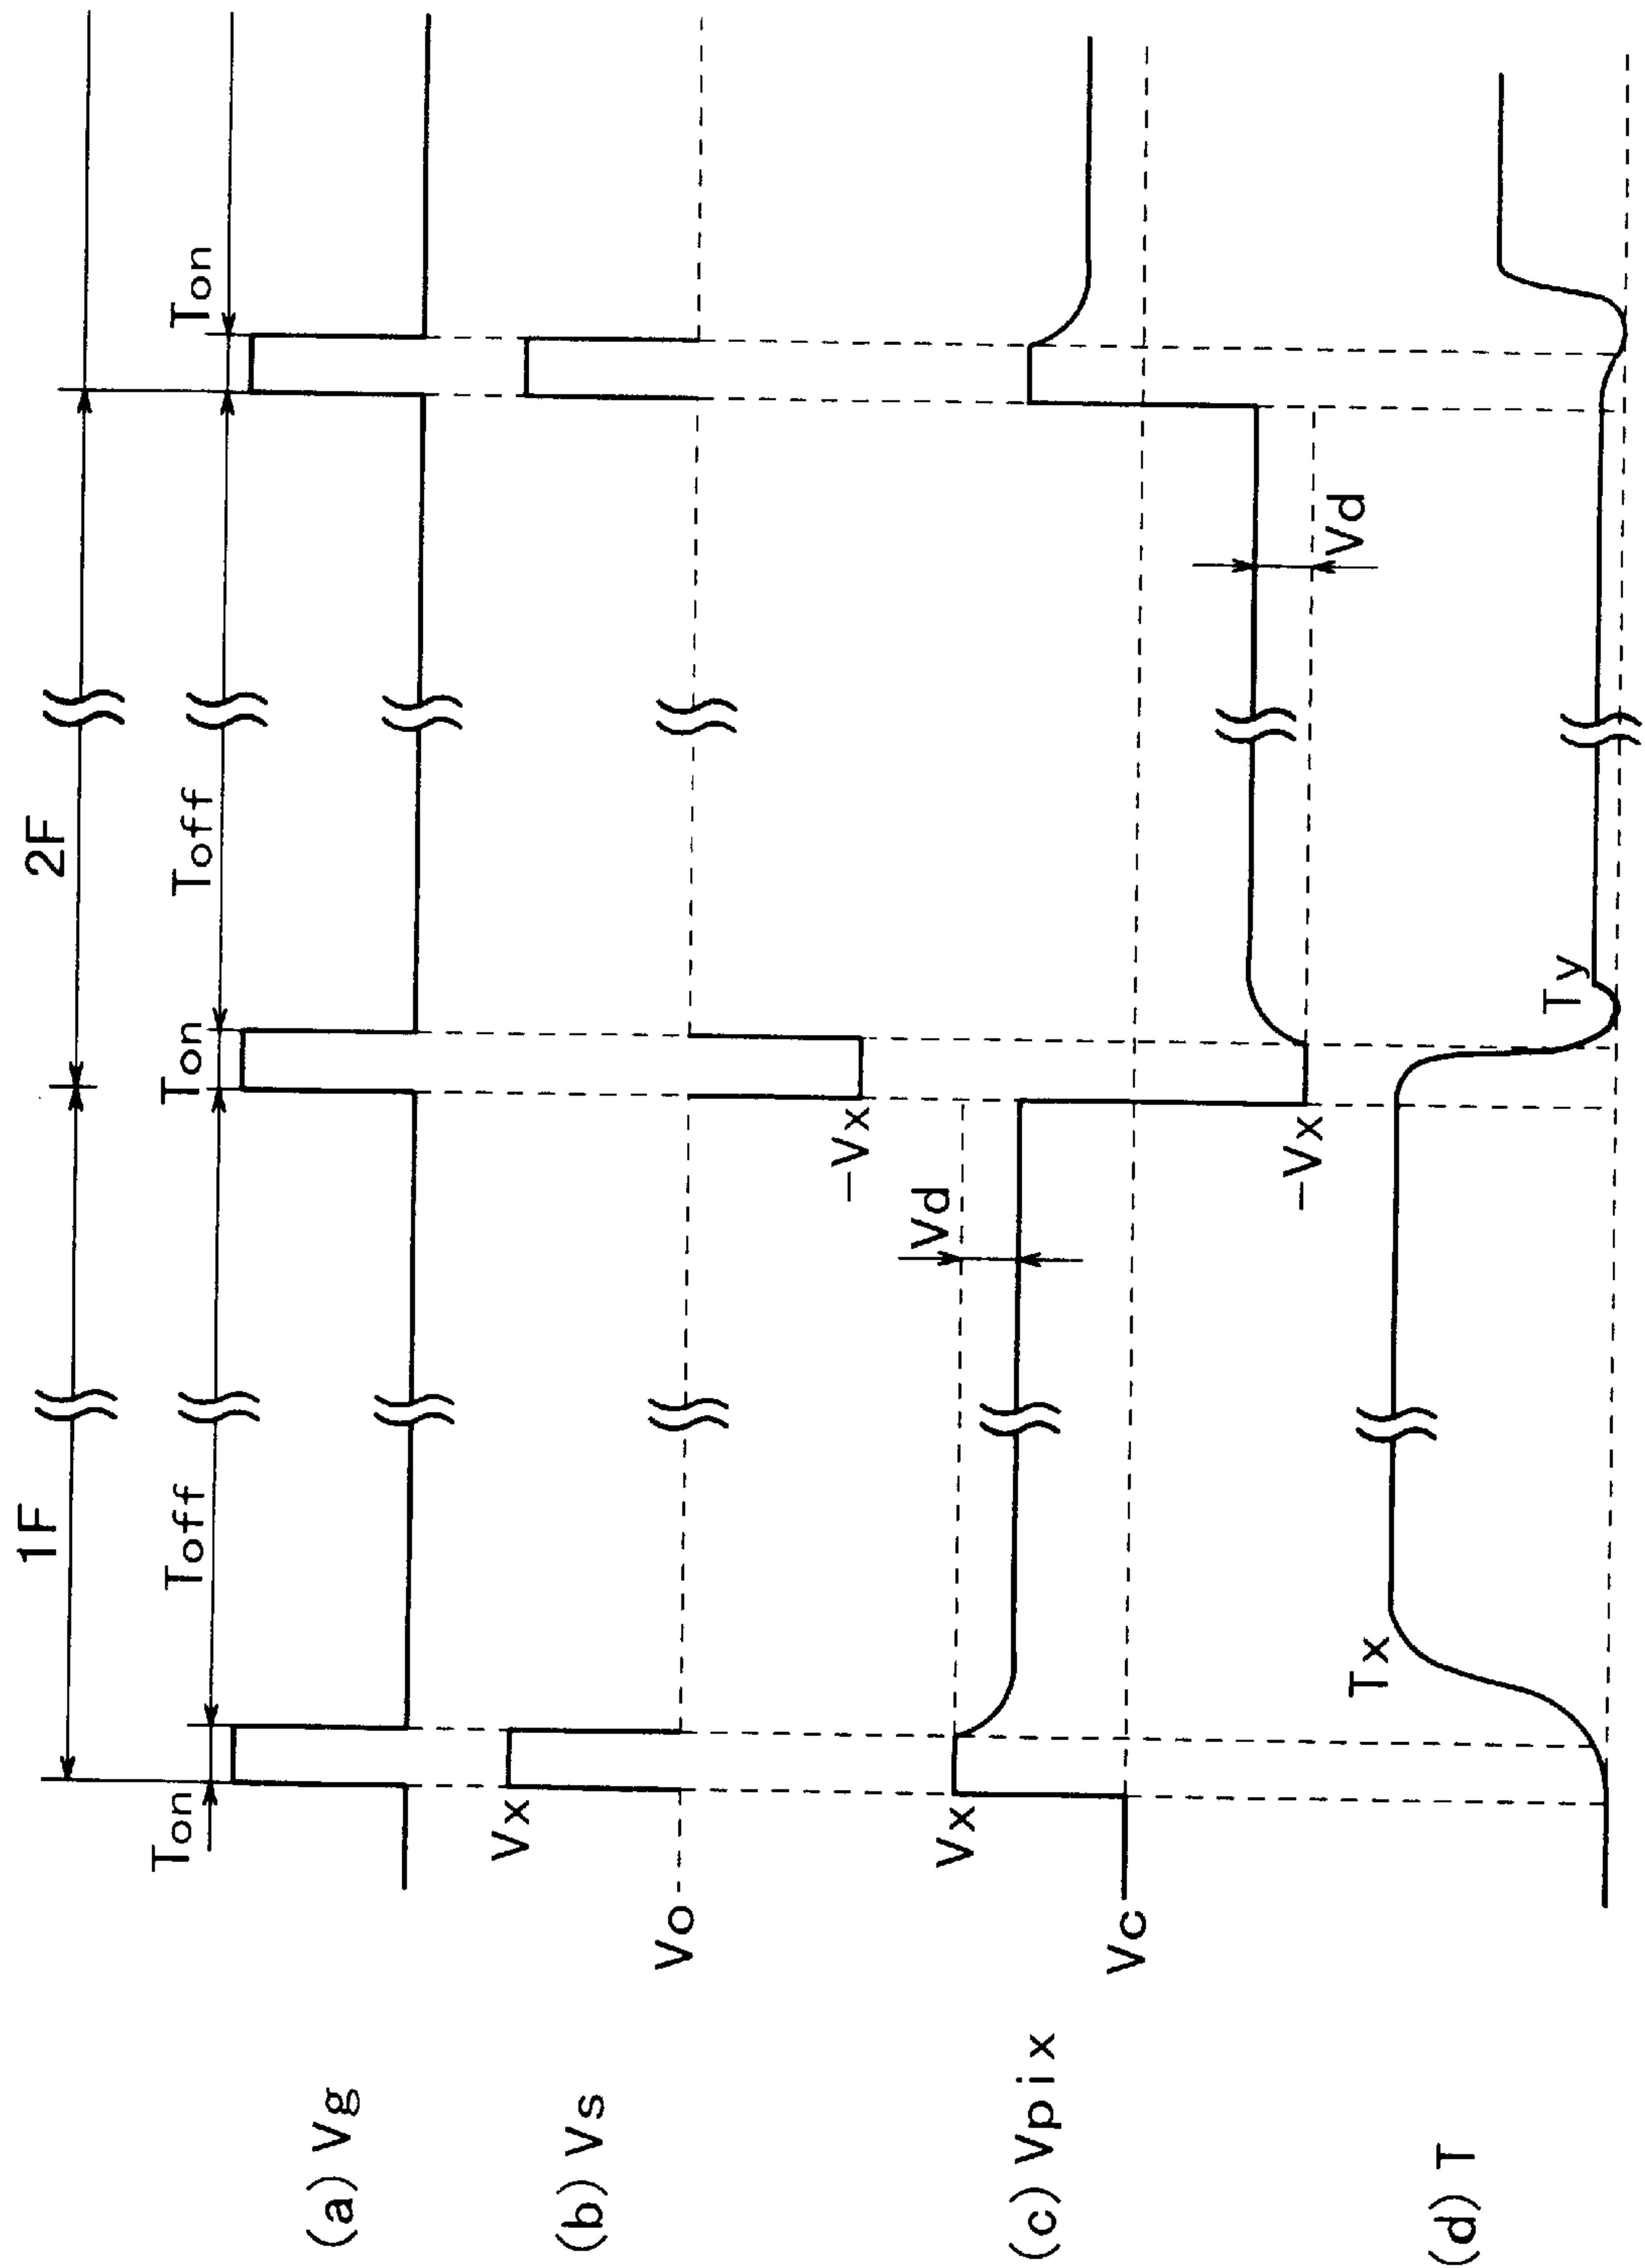 1F
2F
Ton
Toff
Ton
Toff
Ton
(a) Vg
(b) Vs
Vx
Vo
-Vx
(c) Vpix
Vx
Vd
Vc
Vd
-Vx
(d) T
Tx
Ty